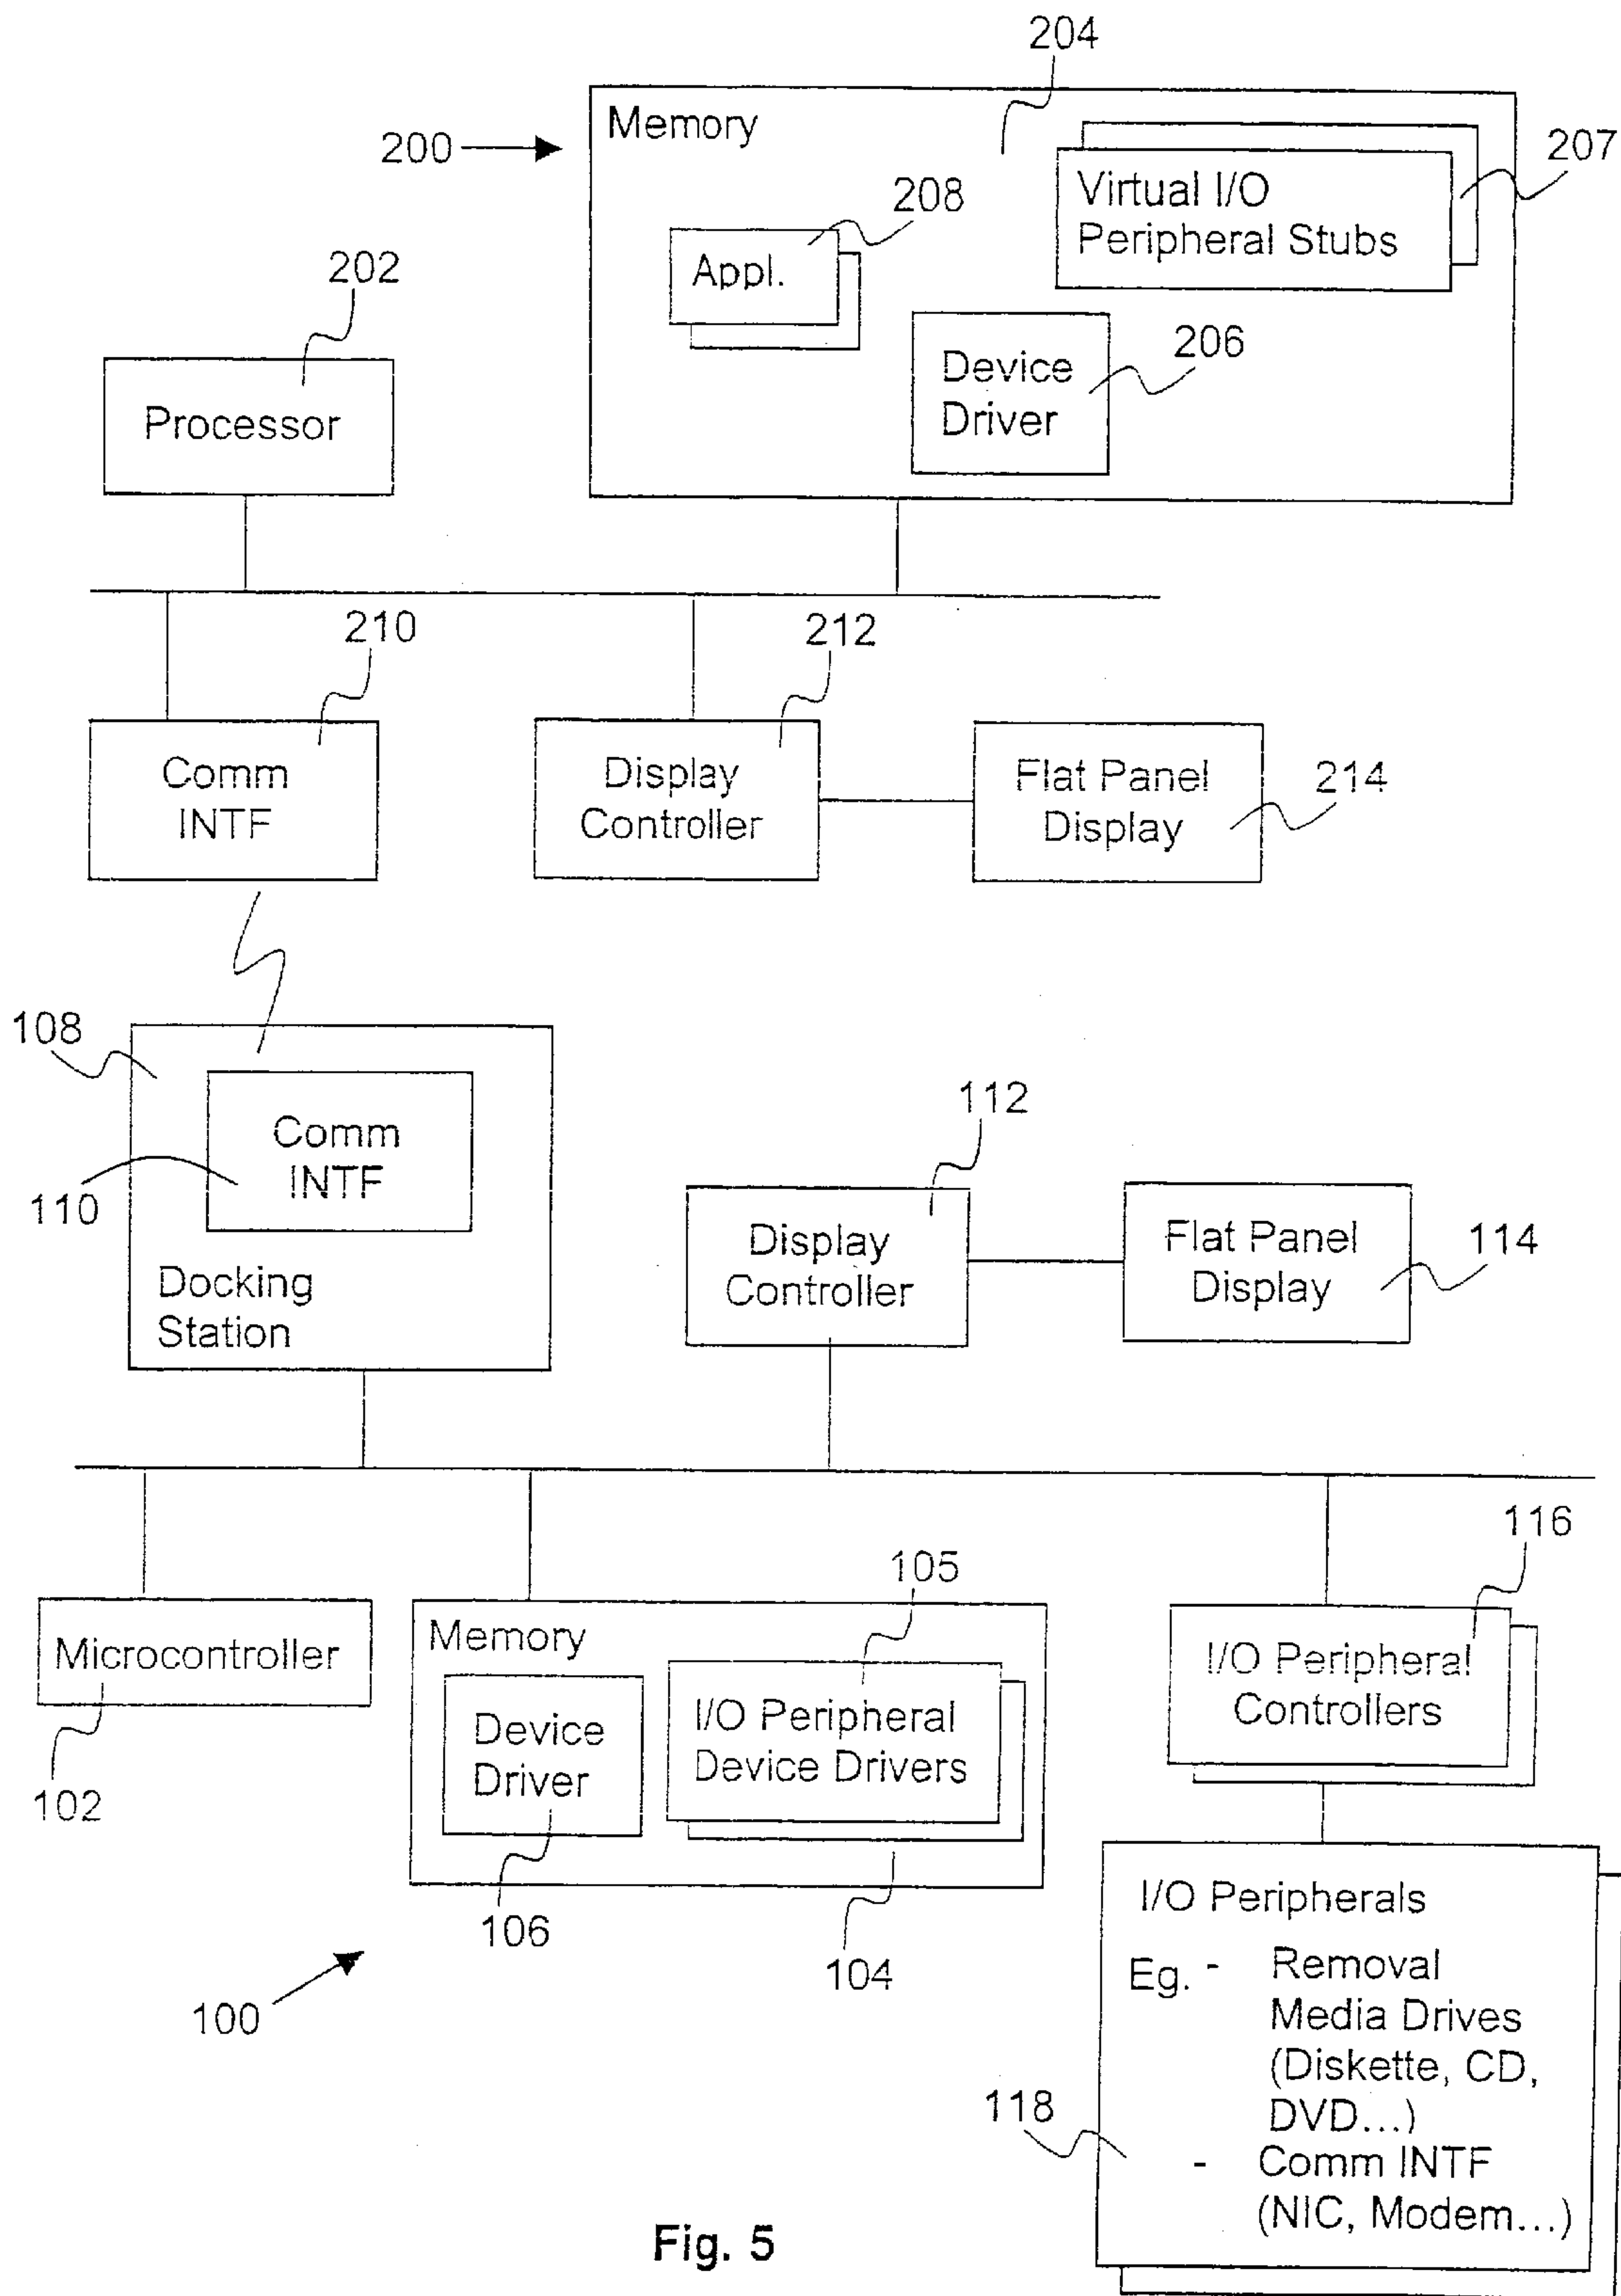 204
Memory
200
207
Virtual I/O
Peripheral Stubs
208
Appl.
202
Processor
206
Device
Driver
210
212
Comm
INTF
Display
Controller
Flat Panel
Display
214
108
Comm
INTF
110
Docking
Station
112
Display
Controller
Flat Panel
Display
114
116
105
Microcontroller
102
Memory
Device
Driver
I/O Peripheral
Device Drivers
106
104
I/O Peripheral
Controllers
100
I/O Peripherals
Eg. - Removal
Media Drives
(Diskette, CD,
DVD...)
118
- Comm INTF
(NIC, Modem...)
Fig. 5